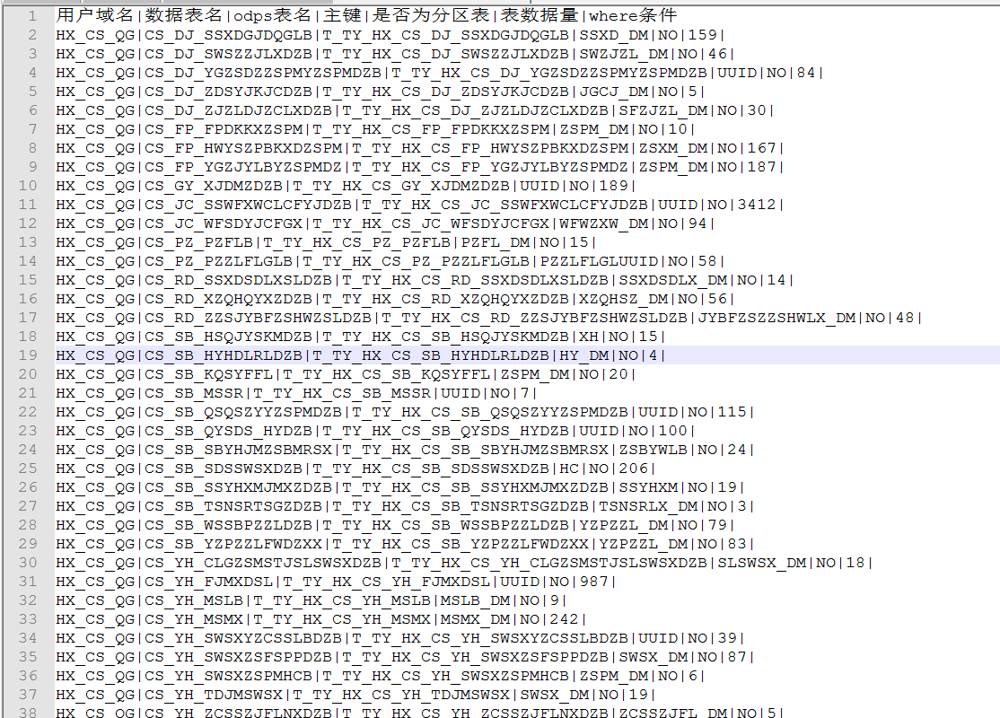 1 用户域名|数据表名|odps表名|主键|是否为分区表|表数据量|where条件
2 HX_CS_QG|CS_DJ_SSXDGJDQGLB|T_TY_HX_CS_DJ_SSXDGJDQGLB|SSXD_DM|NO|159|
3 HX_CS_QG|CS_DJ_SWSZZJLXDZB|T_TY_HX_CS_DJ_SWSZZJLXDZB|SWZJZL_DM|NO|46|
4 HX_CS_QG|CS_DJ_YGZSDZZSPMYZSPMDZB|T_TY_HX_CS_DJ_YGZSDZZSPMYZSPMDZB|UUID|NO|84|
5 HX_CS_QG|CS_DJ_ZDSYJKJCDZB|T_TY_HX_CS_DJ_ZDSYJKJCDZB|JGCJ_DM|NO|5|
6 HX_CS_QG|CS_DJ_ZJZLDJZCLXDZB|T_TY_HX_CS_DJ_ZJZLDJZCLXDZB|SFZJZL_DM|NO|30|
7 HX_CS_QG|CS_FP_FPDKKXZSPM|T_TY_HX_CS_FP_FPDKKXZSPM|ZSPM_DM|NO|10|
8 HX_CS_QG|CS_FP_HWYSZPBKXDZSPM|T_TY_HX_CS_FP_HWYSZPBKXDZSPM|ZSXM_DM|NO|167|
9 HX_CS_QG|CS_FP_YGZJYLBYZSPMDZ|T_TY_HX_CS_FP_YGZJYLBYZSPMDZ|ZSPM_DM|NO|187|
10 HX_CS_QG|CS_GY_XJDMZDZB|T_TY_HX_CS_GY_XJDMZDZB|UUID|NO|189|
11 HX_CS_QG|CS_JC_SSWFXWCLCFYJDZB|T_TY_HX_CS_JC_SSWFXWCLCFYJDZB|UUID|NO|3412|
12 HX_CS_QG|CS_JC_WFSDYJCFGX|T_TY_HX_CS_JC_WFSDYJCFGX|WFWZXW_DM|NO|94|
13 HX_CS_QG|CS_PZ_PZFLB|T_TY_HX_CS_PZ_PZFLB|PZFL_DM|NO|15|
14 HX_CS_QG|CS_PZ_PZZLFLGLB|T_TY_HX_CS_PZ_PZZLFLGLB|PZZLFLGLUUID|NO|58|
15 HX_CS_QG|CS_RD_SSXDSDLXSLDZB|T_TY_HX_CS_RD_SSXDSDLXSLDZB|SSXDSDLX_DM|NO|14|
16 HX_CS_QG|CS_RD_XZQHQYXZDZB|T_TY_HX_CS_RD_XZQHQYXZDZB|XZQHSZ_DM|NO|56|
17 HX_CS_QG|CS_RD_ZZSJYBFZSHWZSLDZB|T_TY_HX_CS_RD_ZZSJYBFZSHWZSLDZB|JYBFZSZZSHWLX_DM|NO|48|
18 HX_CS_QG|CS_SB_HSQJYSKMDZB|T_TY_HX_CS_SB_HSQJYSKMDZB|XH|NO|15|
19 HX_CS_QG|CS_SB_HYHDLRLDZB|T_TY_HX_CS_SB_HYHDLRLDZB|HY_DM|NO|4|
20 HX_CS_QG|CS_SB_KQSYFFL|T_TY_HX_CS_SB_KQSYFFL|ZSPM_DM|NO|20|
21 HX_CS_QG|CS_SB_MSSR|T_TY_HX_CS_SB_MSSR|UUID|NO|7|
22 HX_CS_QG|CS_SB_QSQSZYYZSPMDZB|T_TY_HX_CS_SB_QSQSZYYZSPMDZB|UUID|NO|115|
23 HX_CS_QG|CS_SB_QYSDS_HYDZB|T_TY_HX_CS_SB_QYSDS_HYDZB|UUID|NO|100|
24 HX_CS_QG|CS_SB_SBYHJMZSBMRSX|T_TY_HX_CS_SB_SBYHJMZSBMRSX|ZSBYWLB|NO|24|
25 HX_CS_QG|CS_SB_SDSSWSXDZB|T_TY_HX_CS_SB_SDSSWSXDZB|HC|NO|206|
26 HX_CS_QG|CS_SB_SSYHXMJMXZDZB|T_TY_HX_CS_SB_SSYHXMJMXZDZB|SSYHXM|NO|19|
27 HX_CS_QG|CS_SB_TSNSRTSGZDZB|T_TY_HX_CS_SB_TSNSRTSGZDZB|TSNSRLX_DM|NO|3|
28 HX_CS_QG|CS_SB_WSSBPZZLDZB|T_TY_HX_CS_SB_WSSBPZZLDZB|YZPZZL_DM|NO|79|
29 HX_CS_QG|CS_SB_YZPZZLFWDZXX|T_TY_HX_CS_SB_YZPZZLFWDZXX|YZPZZL_DM|NO|83|
30 HX_CS_QG|CS_YH_CLGZSMSTJSLSWSXDZB|T_TY_HX_CS_YH_CLGZSMSTJSLSWSXDZB|SLSWSX_DM|NO|18|
31 HX_CS_QG|CS_YH_FJMXDSL|T_TY_HX_CS_YH_FJMXDSL|UUID|NO|987|
32 HX_CS_QG|CS_YH_MSLB|T_TY_HX_CS_YH_MSLB|MSLB_DM|NO|9|
33 HX_CS_QG|CS_YH_MSMX|T_TY_HX_CS_YH_MSMX|MSMX_DM|NO|242|
34 HX_CS_QG|CS_YH_SWSXYZCSSLBDZB|T_TY_HX_CS_YH_SWSXYZCSSLBDZB|UUID|NO|39|
35 HX_CS_QG|CS_YH_SWSXZSFSPPDZB|T_TY_HX_CS_YH_SWSXZSFSPPDZB|SWSX_DM|NO|87|
36 HX_CS_QG|CS_YH_SWSXZSPMHCB|T_TY_HX_CS_YH_SWSXZSPMHCB|ZSPM_DM|NO|6|
37 HX_CS_QG|CS_YH_TDJMSWSX|T_TY_HX_CS_YH_TDJMSWSX|SWSX_DM|NO|19|
38 HX_CS_QG|CS_YH_ZCSSZJFLNXDZB|T_TY_HX_CS_YH_ZCSSZJFLNXDZB|ZCSSZJFL_DM|NO|5|